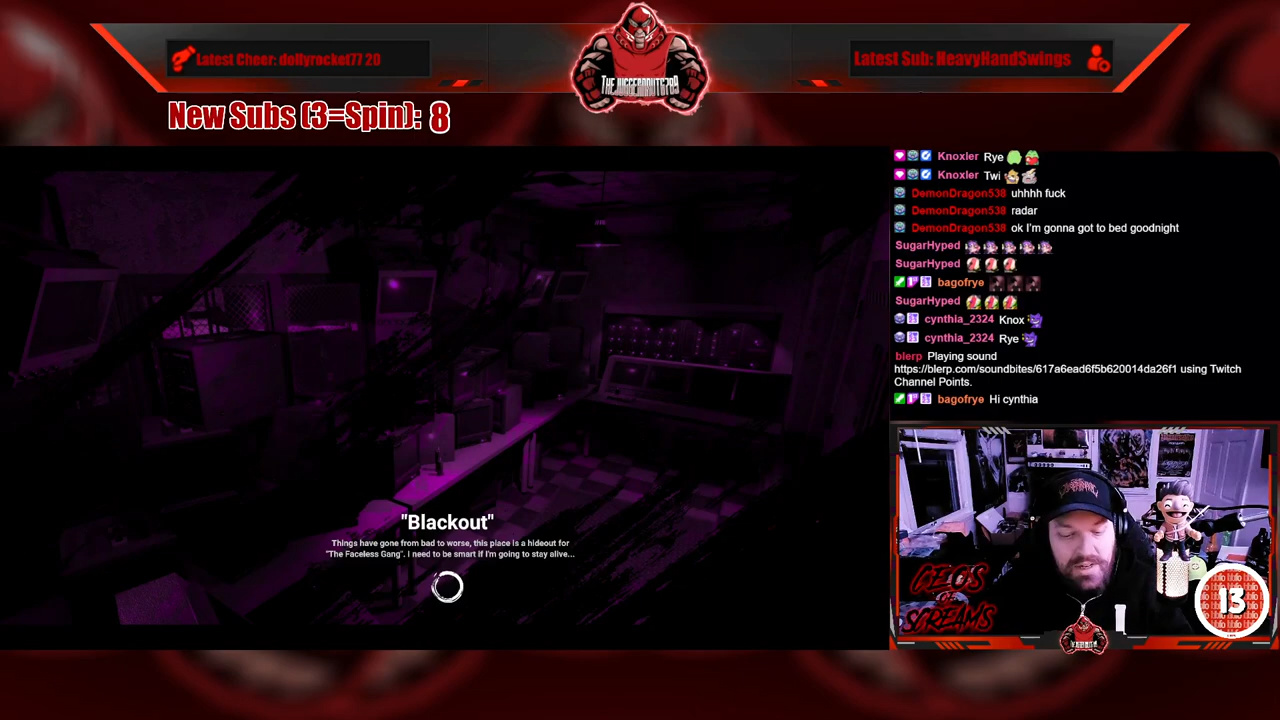 Latest Cheer: dollyrocket77 20
THEJUGGERNAUT6789
Latest Sub: HeavyHandSwings
New Subs (3=Spin): 8
Knoxler Rye
Knoxler Twi
DemonDragon538 uhhhh fuck
DemonDragon538 radar
DemonDragon538 ok I'm gonna got to bed goodnight
SugarHyped
SugarHyped
bagofrye
SugarHyped
cynthia_2324 Knox
cynthia_2324 Rye
blerp Playing sound
https://blerp.com/soundbites/617a6ead6f5b620014da26f1 using Twitch
Channel Points.
bagofrye Hi cynthia
"Blackout"
Things have gone from bad to worse, this place is a hideout for
"The Faceless Gang". I need to be smart if I'm going to stay alive...
SCREAMS
13